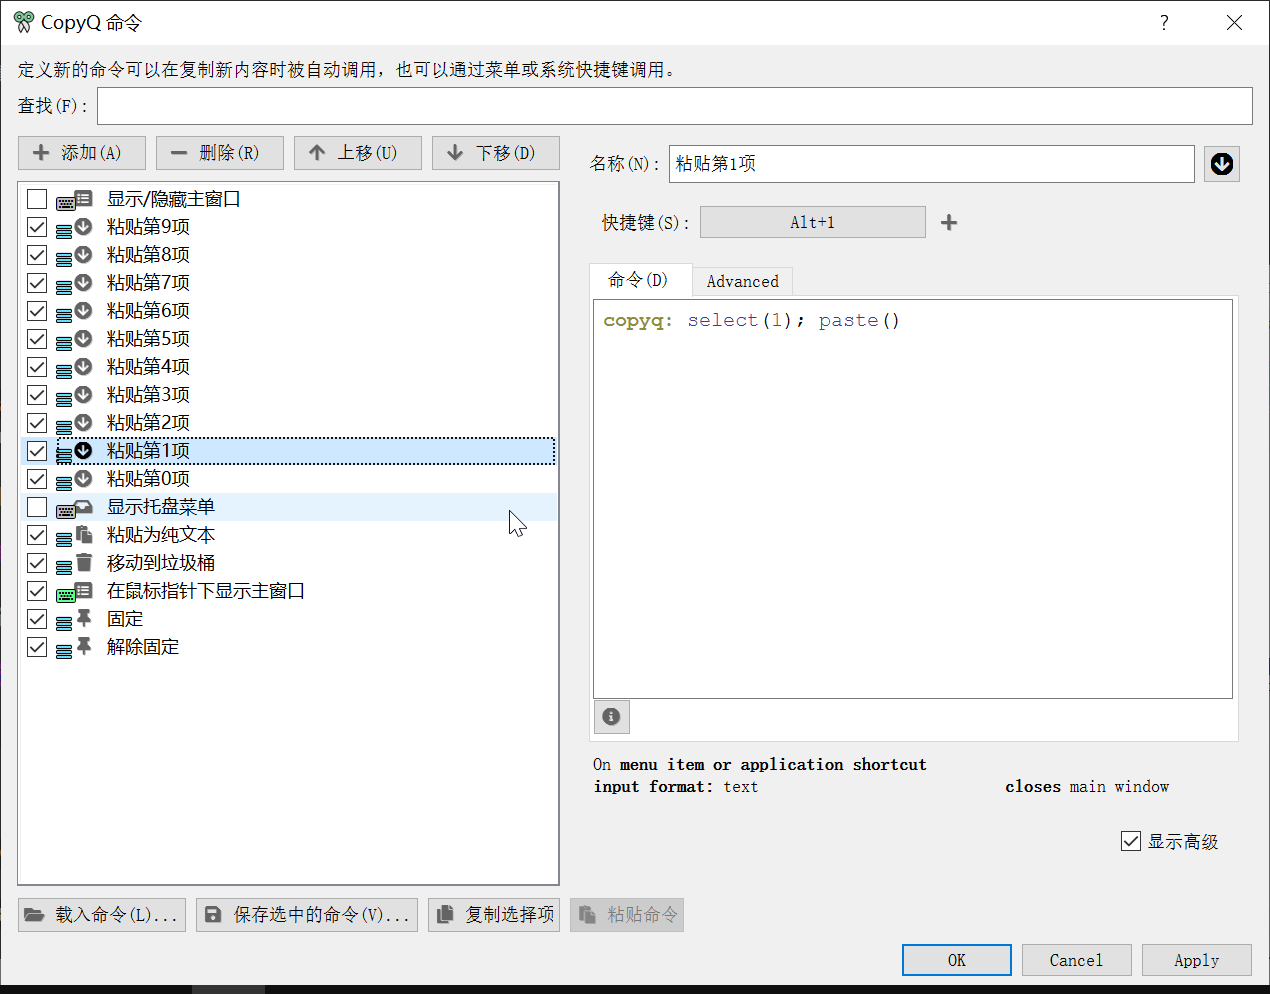 CopyQ 命令
定义新的命令可以在复制新内容时被自动调用，也可以通过菜单或系统快捷键调用。
查找(F):
添加(A)
删除(R)
上移(U)
下移(D)
显示/隐藏主窗口
粘贴第9项
粘贴第8项
粘贴第7项
粘贴第6项
粘贴第5项
粘贴第4项
粘贴第3项
粘贴第2项
粘贴第1项
粘贴第0项
显示托盘菜单
粘贴为纯文本
移动到垃圾桶
在鼠标指针下显示主窗口
固定
解除固定
载入命令(L)...
保存选中的命令(V)...
复制选择项
粘贴命令
名称(N): 粘贴第1项
快捷键(S): Alt+1
命令(D)
Advanced
copyq: select(1); paste()
On menu item or application shortcut
input format: text
closes main window
显示高级
OK
Cancel
Apply